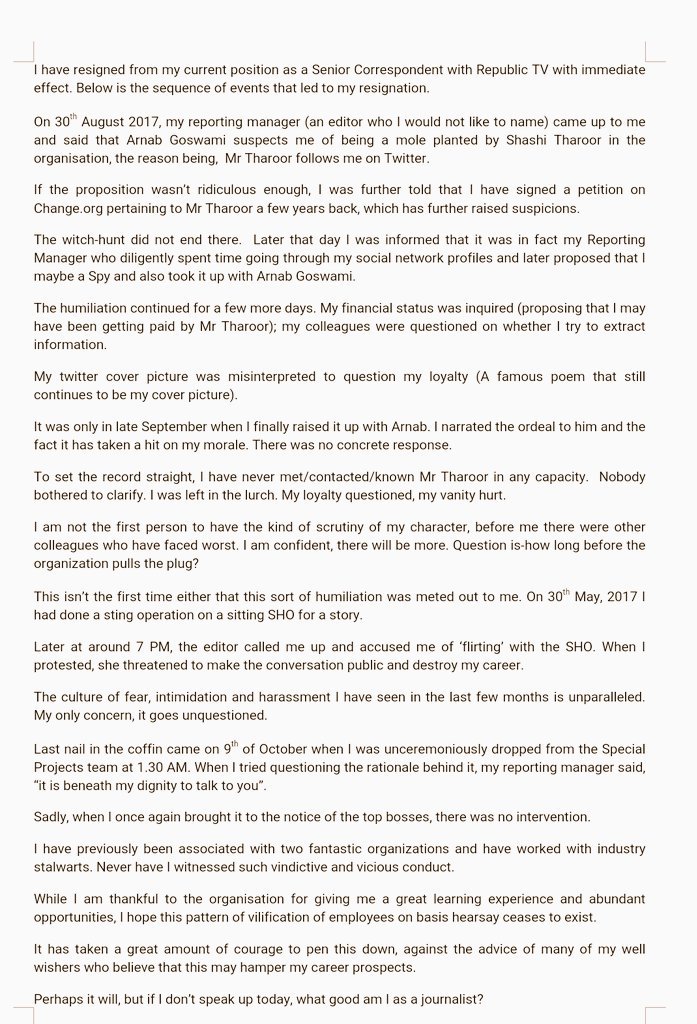 I have resigned from my current position as a Senior Correspondent with Republic TV with immediate
effect. Below is the sequence of events that led to my resignation.
On 30th August 2017, my reporting manager (an editor who I would not like to name) came up to me
and said that Arnab Goswami suspects me of being a mole planted by Shashi Tharoor in the
organisation, the reason being,  Mr Tharoor follows me on Twitter.
If the proposition wasn't ridiculous enough, I was further told that I have signed a petition on
Change.org pertaining to Mr Tharoor a few years back, which has further raised suspicions.
The witch-hunt did not end there.  Later that day I was informed that it was in fact my Reporting
Manager who diligently spent time going through my social network profiles and later proposed that I
maybe a Spy and also took it up with Arnab Goswami.
The humiliation continued for a few more days. My financial status was inquired (proposing that I may
have been getting paid by Mr Tharoor); my colleagues were questioned on whether I try to extract
information.
My twitter cover picture was misinterpreted to question my loyalty (A famous poem that still
continues to be my cover picture).
It was only in late September when I finally raised it up with Arnab. I narrated the ordeal to him and the
fact it has taken a hit on my morale. There was no concrete response.
To set the record straight, I have never met/contacted/known Mr Tharoor in any capacity.  Nobody
bothered to clarify. I was left in the lurch. My loyalty questioned, my vanity hurt.
I am not the first person to have the kind of scrutiny of my character, before me there were other
colleagues who have faced worst. I am confident, there will be more. Question is-how long before the
organization pulls the plug?
This isn't the first time either that this sort of humiliation was meted out to me. On 30th May, 2017 I
had done a sting operation on a sitting SHO for a story.
Later at around 7 PM, the editor called me up and accused me of 'flirting' with the SHO. When I
protested, she threatened to make the conversation public and destroy my career.
The culture of fear, intimidation and harassment I have seen in the last few months is unparalleled.
My only concern, it goes unquestioned.
Last nail in the coffin came on 9th of October when I was unceremoniously dropped from the Special
Projects team at 1.30 AM. When I tried questioning the rationale behind it, my reporting manager said,
"it is beneath my dignity to talk to you".
Sadly, when I once again brought it to the notice of the top bosses, there was no intervention.
I have previously been associated with two fantastic organizations and have worked with industry
stalwarts. Never have I witnessed such vindictive and vicious conduct.
While I am thankful to the organisation for giving me a great learning experience and abundant
opportunities, I hope this pattern of vilification of employees on basis hearsay ceases to exist.
It has taken a great amount of courage to pen this down, against the advice of many of my well
wishers who believe that this may hamper my career prospects.
Perhaps it will, but if I don't speak up today, what good am I as a journalist?